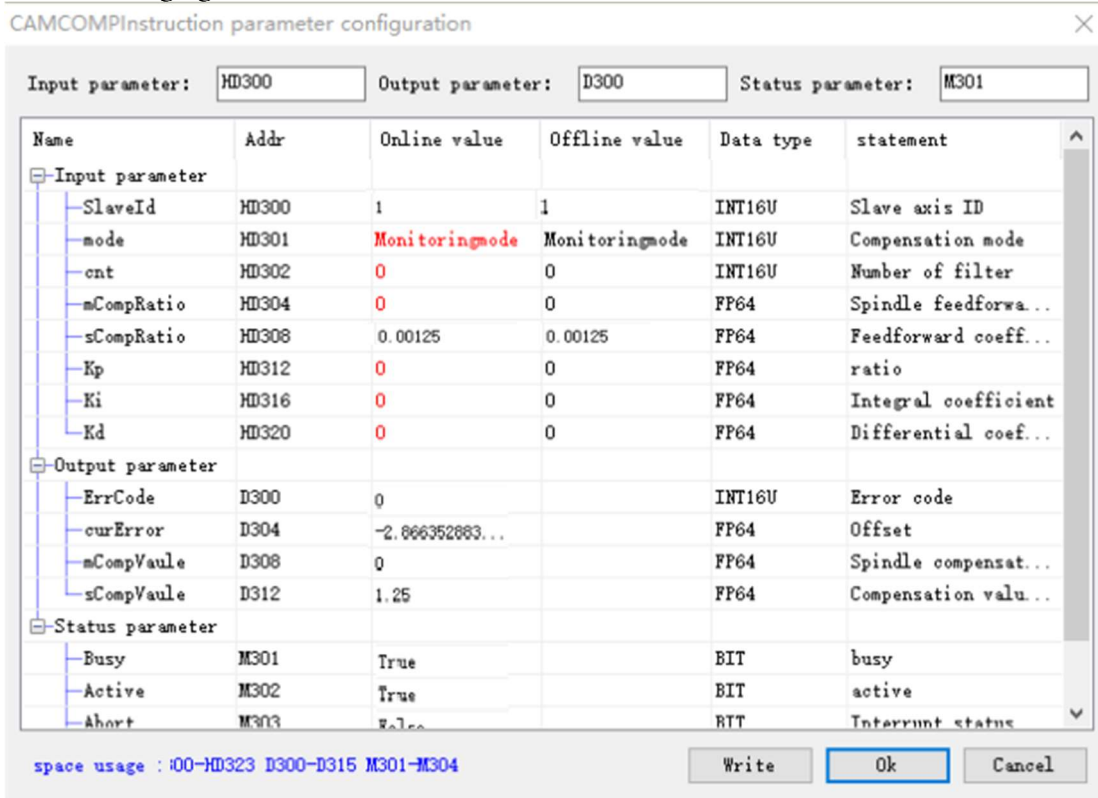 CAMCOMPInstruction parameter configuration
Input parameter: HD300 Output parameter: D300 Status parameter: M301
Name Addr Online value Offline value Data type statement
Input parameter
SlaveId HD300 1 1 INT16U Slave axis ID
mode HD301 Monitoringmode Monitoringmode INT16U Compensation mode
cnt HD302 0 0 INT16U Number of filter
mCompRatio HD304 0 0 FP64 Spindle feedforwa...
sCompRatio HD308 0.00125 0.00125 FP64 Feedforward coeff...
Kp HD312 0 0 FP64 ratio
Ki HD316 0 0 FP64 Integral coefficient
Kd HD320 0 0 FP64 Differential coef...
Output parameter
ErrCode D300 0 INT16U Error code
curError D304 -2.866352883... FP64 Offset
mCompVaule D308 0 FP64 Spindle compensat...
sCompVaule D312 1.25 FP64 Compensation valu...
Status parameter
Busy M301 True BIT busy
Active M302 True BIT active
Abort M303 False BIT Interrupt status
space usage : 00-HD323 D300-D315 M301-M304 Write Ok Cancel